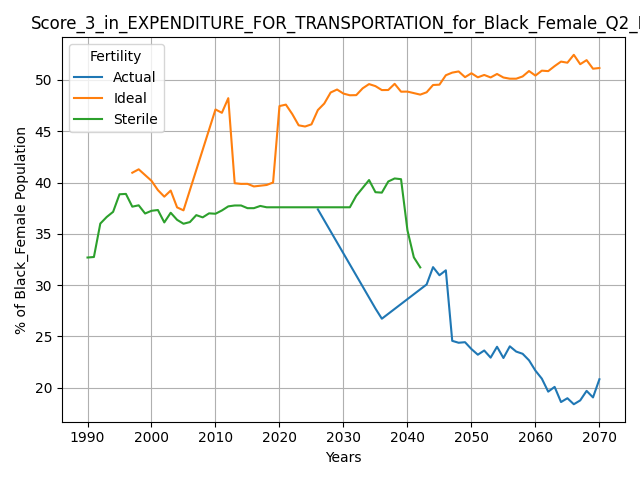 Score_3_in_EXPENDITURE_FOR_TRANSPORTATION_for_Black_Female_Q2_
Fertility
Actual
Ideal
Sterile
% of Black_Female Population
50
45
40
35
30
25
20
1990 2000 2010 2020 2030 2040 2050 2060 2070
Years